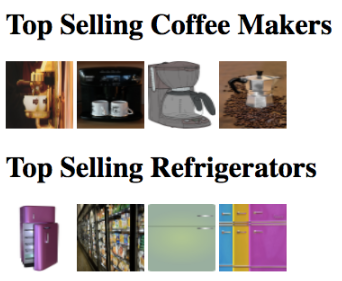 Top Selling Coffee Makers
Top Selling Refrigerators